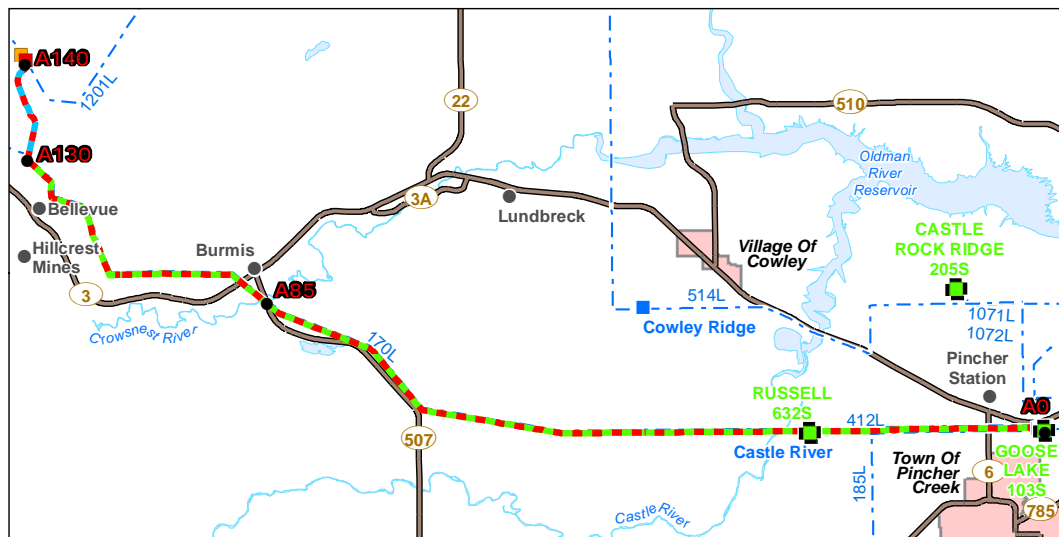 A140
1201L
A130
Bellevue
Hillcrest
Mines
3
Burmis
A85
Crowsnest River
170L
22
3A
Lundbreck
507
510
Oldman
River
Reservoir
Village Of
Cowley
CASTLE
ROCK RIDGE
205S
514L
Cowley Ridge
1071L
1072L
Pincher
Station
RUSSELL
632S
412L
A0
Castle River
185L
Town Of
Pincher
Creek
6
GOOSE
LAKE
103S
785
Castle River